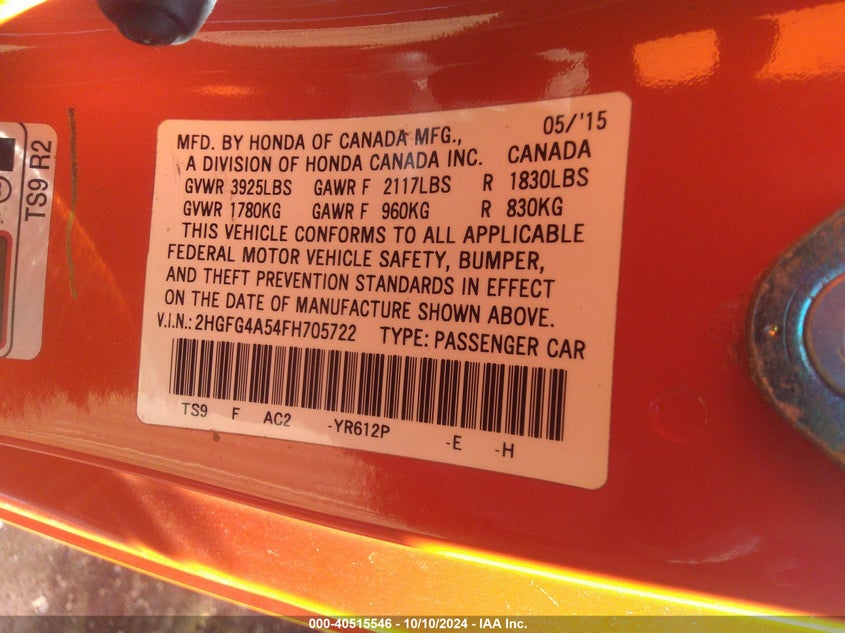 TS9 R2
05/'15
MFD. BY HONDA OF CANADA MFG.,
A DIVISION OF HONDA CANADA INC. CANADA
GVWR 3925LBS GAWR F 2117LBS R 1830LBS
GVWR 1780KG GAWR F 960KG R 830KG
THIS VEHICLE CONFORMS TO ALL APPLICABLE
FEDERAL MOTOR VEHICLE SAFETY, BUMPER,
AND THEFT PREVENTION STANDARDS IN EFFECT
ON THE DATE OF MANUFACTURE SHOWN ABOVE.
V.I.N.: 2HGFG4A54FH705722 TYPE: PASSENGER CAR
TS9 F AC2 -YR612P -E -H
000-40515546 - 10/10/2024 - IAA Inc.